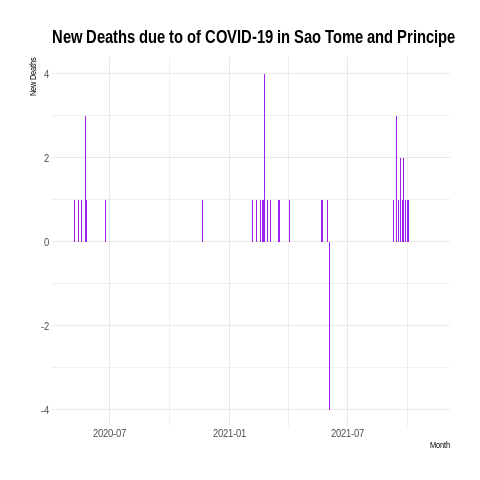 New Deaths due to of COVID-19 in Sao Tome and Principe
New Deaths
4
2
0
-2
-4
2020-07 2021-01 2021-07
Month